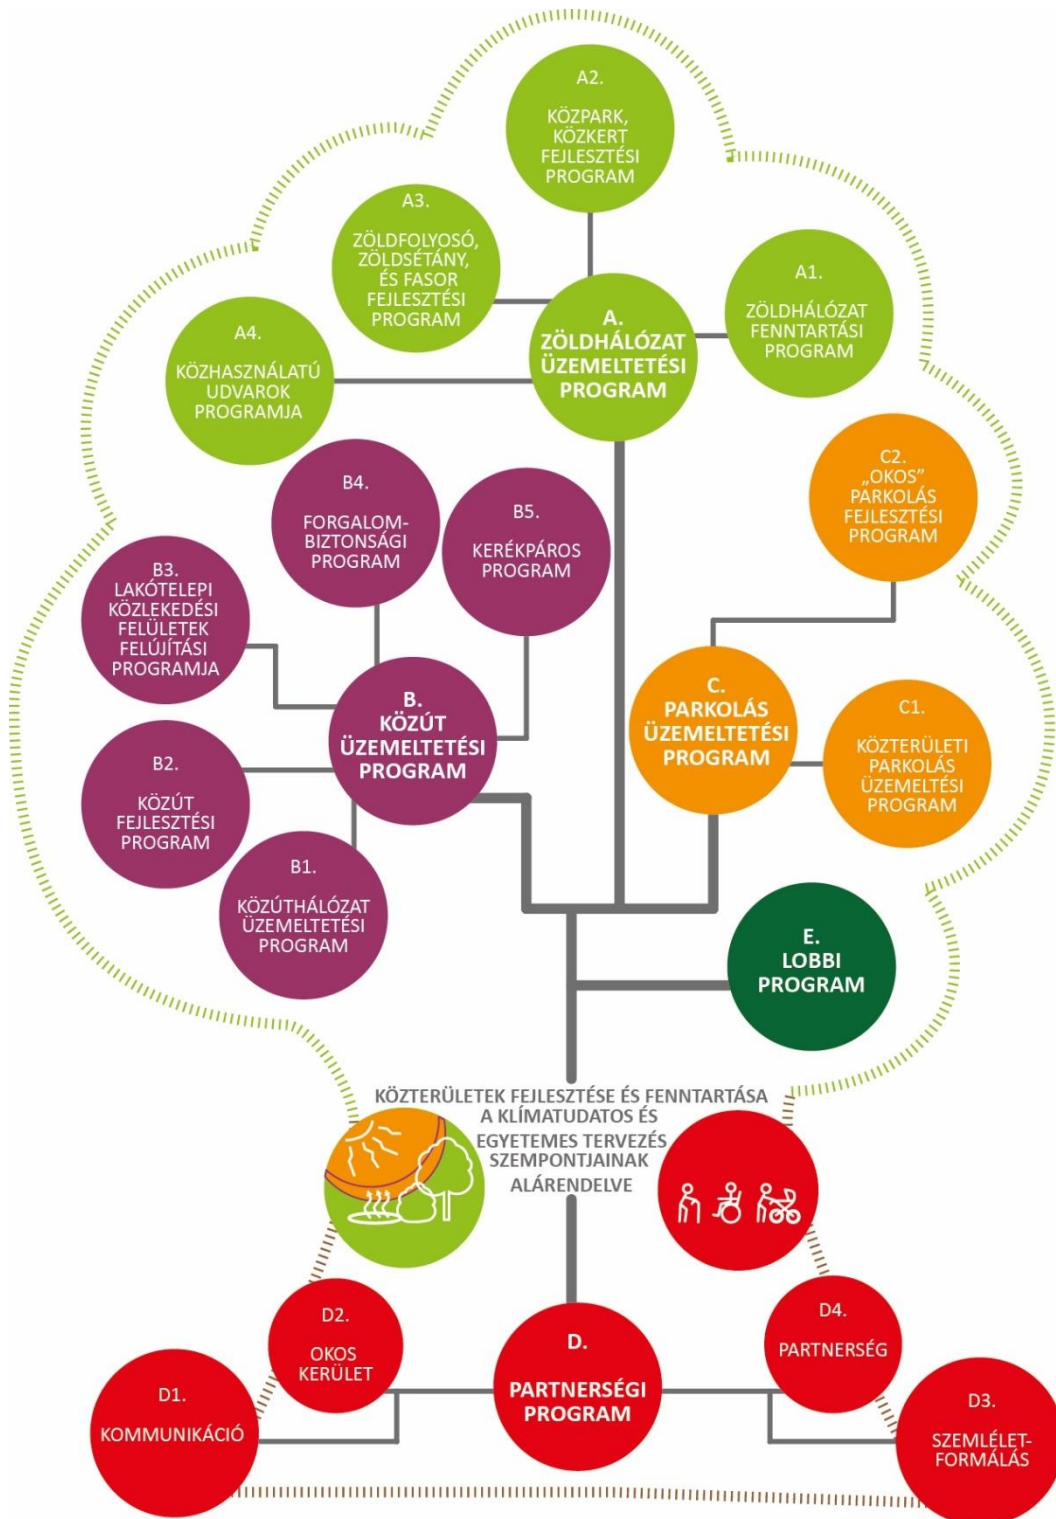 A2.
KÖZPARK,
KÖZKERT
FEJLESZTÉSI
PROGRAM
A3.
ZÖLDFOLYOSÓ,
ZÖLDSÉTÁNY,
ÉS FASOR
FEJLESZTÉSI
PROGRAM
A1.
ZÖLDHÁLÓZAT
FENNTARTÁSI
PROGRAM
A.
ZÖLDHÁLÓZAT
ÜZEMELTETÉSI
PROGRAM
A4.
KÖZHASZNÁLATÚ
UDVAROK
PROGRAMJA
B4.
FORGALOM-
BIZTONSÁGI
PROGRAM
B5.
KERÉKPÁROS
PROGRAM
C2.
„OKOS”
PARKOLÁS
FEJLESZTÉSI
PROGRAM
B3.
LAKÓTELEPI
KÖZLEKEDÉSI
FELÜLETEK
FELÚJÍTÁSI
PROGRAMJA
B.
KÖZÚT
ÜZEMELTETÉSI
PROGRAM
C.
PARKOLÁS
ÜZEMELTETÉSI
PROGRAM
C1.
KÖZTERÜLETI
PARKOLÁS
ÜZEMELTÉSI
PROGRAM
B2.
KÖZÚT
FEJLESZTÉSI
PROGRAM
B1.
KÖZÚTHÁLÓZAT
ÜZEMELTETÉSI
PROGRAM
E.
LOBBI
PROGRAM
KÖZTERÜLETEK FEJLESZTÉSE ÉS FENNTARTÁSA
A KLÍMATUDATOS ÉS
EGYETEMES TERVEZÉS
SZEMPONTJAINAK
ALÁRENDELVE
D2.
OKOS
KERÜLET
D4.
PARTNERSÉG
D.
PARTNERSÉGI
PROGRAM
D1.
KOMMUNIKÁCIÓ
D3.
SZEMLÉLET-
FORMÁLÁS